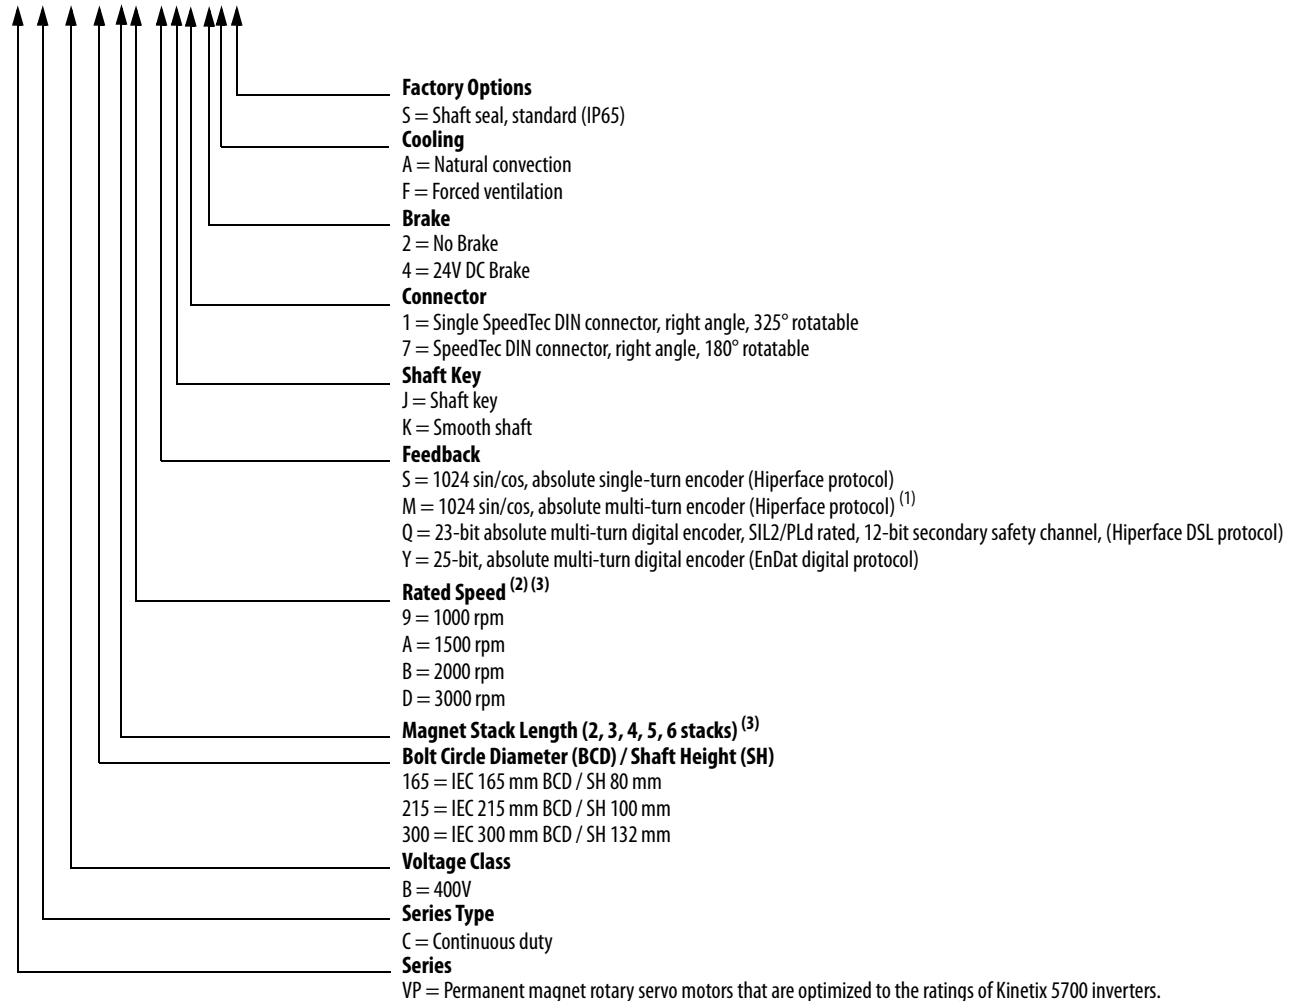 Factory Options
S = Shaft seal, standard (IP65)
Cooling
A = Natural convection
F = Forced ventilation
Brake
2 = No Brake
4 = 24V DC Brake
Connector
1 = Single SpeedTec DIN connector, right angle, 325° rotatable
7 = SpeedTec DIN connector, right angle, 180° rotatable
Shaft Key
J = Shaft key
K = Smooth shaft
Feedback
S = 1024 sin/cos, absolute single-turn encoder (Hiperface protocol)
M = 1024 sin/cos, absolute multi-turn encoder (Hiperface protocol) (1)
Q = 23-bit absolute multi-turn digital encoder, SIL2/PLd rated, 12-bit secondary safety channel, (Hiperface DSL protocol)
Y = 25-bit, absolute multi-turn digital encoder (EnDat digital protocol)
Rated Speed (2) (3)
9 = 1000 rpm
A = 1500 rpm
B = 2000 rpm
D = 3000 rpm
Magnet Stack Length (2, 3, 4, 5, 6 stacks) (3)
Bolt Circle Diameter (BCD) / Shaft Height (SH)
165 = IEC 165 mm BCD / SH 80 mm
215 = IEC 215 mm BCD / SH 100 mm
300 = IEC 300 mm BCD / SH 132 mm
Voltage Class
B = 400V
Series Type
C = Continuous duty
Series
VP = Permanent magnet rotary servo motors that are optimized to the ratings of Kinetix 5700 inverters.